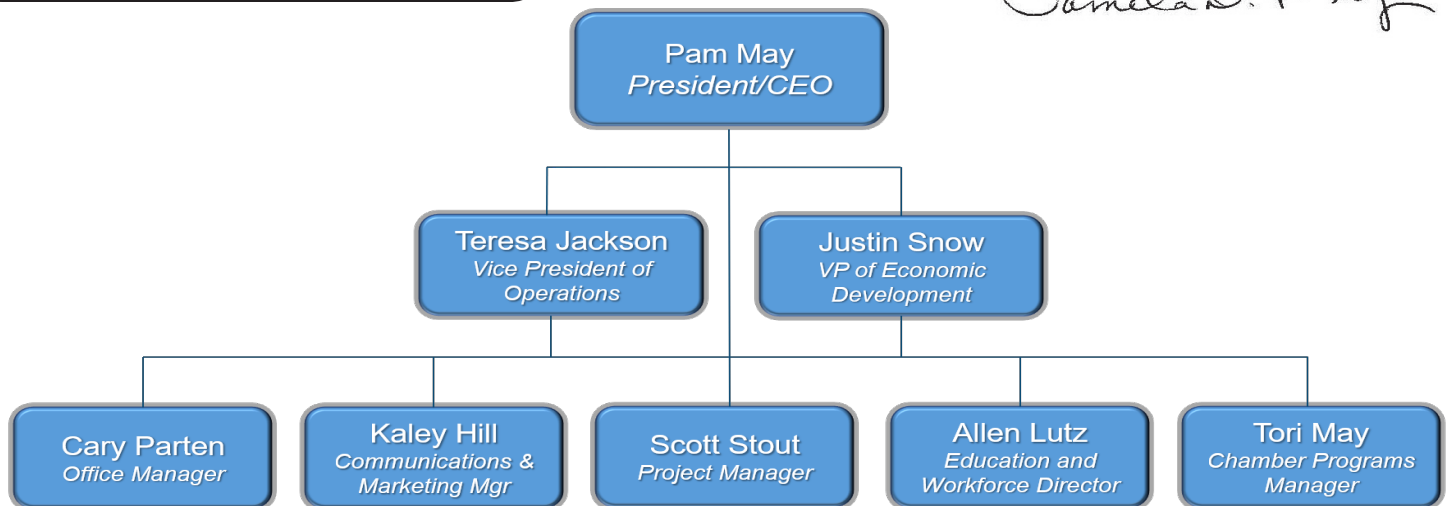 Pamela D.
Pam May
President/CEO
Teresa Jackson
Vice President of
Operations
Justin Snow
VP of Economic
Development
Cary Parten
Office Manager
Kaley Hill
Communications &
Marketing Mgr
Scott Stout
Project Manager
Allen Lutz
Education and
Workforce Director
Tori May
Chamber Programs
Manager